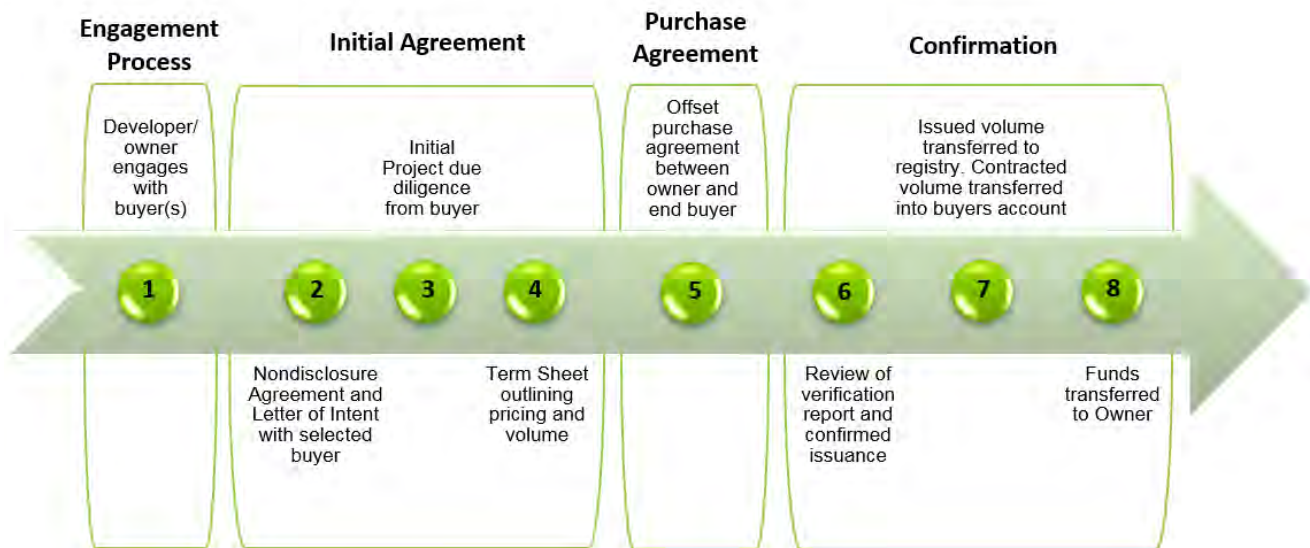 Engagement
Process
Initial Agreement
Purchase
Agreement
Confirmation
Developer/
owner
engages
with
buyer(s)
Initial
Project due
diligence
from buyer
Offset
purchase
agreement
between
owner and
end buyer
Issued volume
transferred to
registry. Contracted
volume transferred
into buyers account
1
2
3
4
5
6
7
8
Nondisclosure
Agreement and
Letter of Intent
with selected
buyer
Term Sheet
outlining
pricing and
volume
Review of
verification
report and
confirmed
issuance
Funds
transferred
to Owner